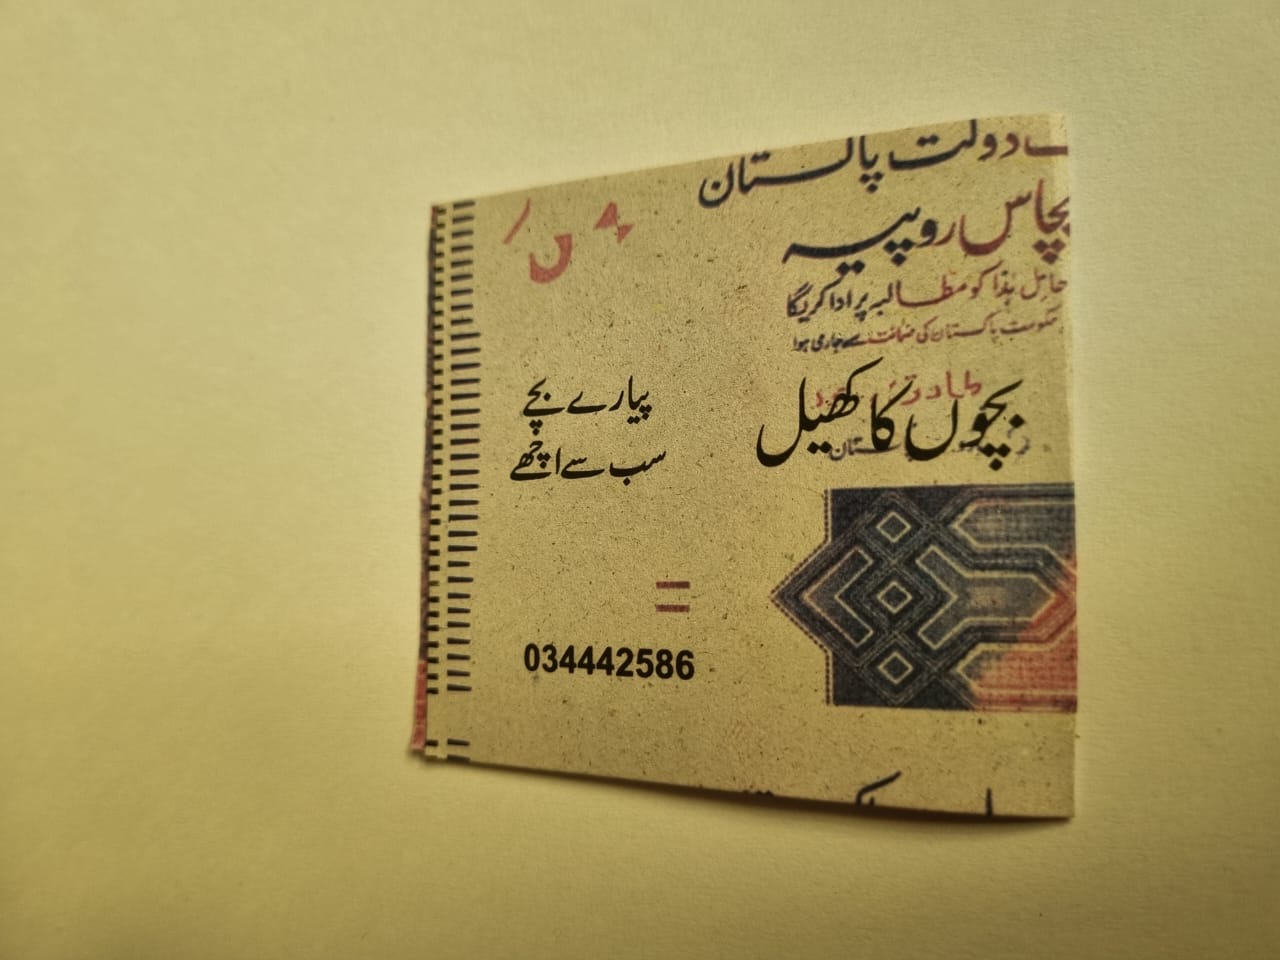 دولت پاکستان
پچاس روپیہ
حامل ہذا کو مطالبہ پر ادا کریگا
حکومت پاکستان کی ضمانت سے جاری ہوا
بچوں کا کھیل
پیارے بچے
سب سے اچھے
=
034442586